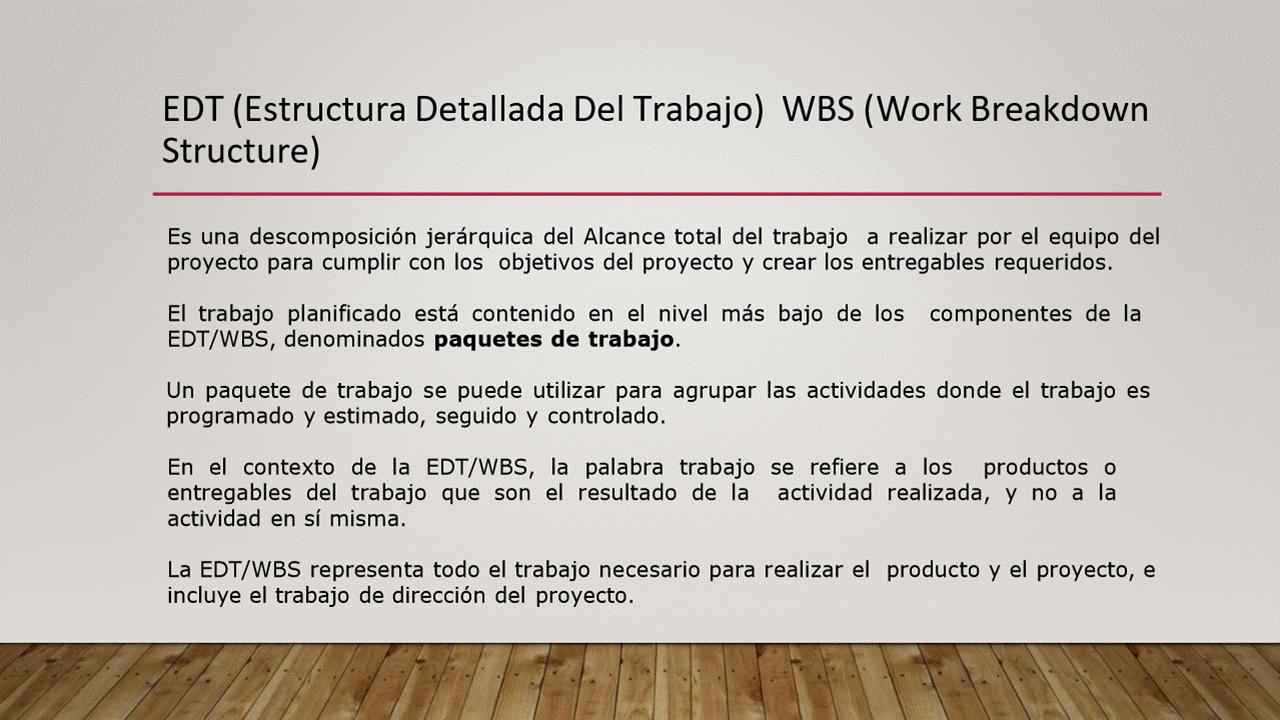 EDT (Estructura Detallada Del Trabajo)  WBS (Work Breakdown
Structure)
Es una descomposición jerárquica del Alcance total del trabajo  a realizar por el equipo del
proyecto para cumplir con los  objetivos del proyecto y crear los entregables requeridos.
El trabajo planificado está contenido en el nivel más bajo de los  componentes de la
EDT/WBS, denominados paquetes de trabajo.
Un paquete de trabajo se puede utilizar para agrupar las actividades donde el trabajo es
programado y estimado, seguido y controlado.
En el contexto de la EDT/WBS, la palabra trabajo se refiere a los  productos o
entregables del trabajo que son el resultado de la  actividad realizada, y no a la
actividad en sí misma.
La EDT/WBS representa todo el trabajo necesario para realizar el  producto y el proyecto, e
incluye el trabajo de dirección del proyecto.